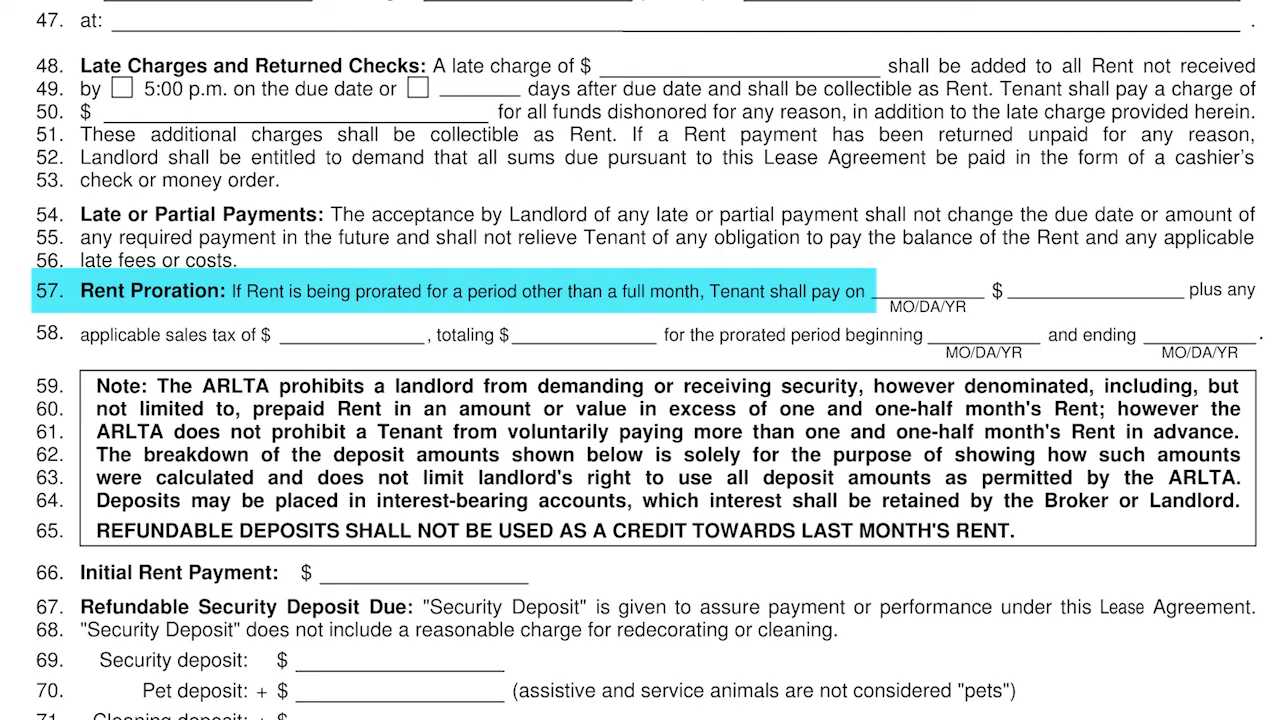 47. at: .
48. Late Charges and Returned Checks: A late charge of $ shall be added to all Rent not received
49. by 5:00 p.m. on the due date or days after due date and shall be collectible as Rent. Tenant shall pay a charge of
50. $ for all funds dishonored for any reason, in addition to the late charge provided herein.
51. These additional charges shall be collectible as Rent. If a Rent payment has been returned unpaid for any reason,
52. Landlord shall be entitled to demand that all sums due pursuant to this Lease Agreement be paid in the form of a cashier's
53. check or money order.
54. Late or Partial Payments: The acceptance by Landlord of any late or partial payment shall not change the due date or amount of
55. any required payment in the future and shall not relieve Tenant of any obligation to pay the balance of the Rent and any applicable
56. late fees or costs.
57. Rent Proration: If Rent is being prorated for a period other than a full month, Tenant shall pay on $ plus any
MO/DA/YR
58. applicable sales tax of $ , totaling $ for the prorated period beginning and ending .
MO/DA/YR MO/DA/YR
59. Note: The ARLTA prohibits a landlord from demanding or receiving security, however denominated, including, but
60. not limited to, prepaid Rent in an amount or value in excess of one and one-half month's Rent; however the
61. ARLTA does not prohibit a Tenant from voluntarily paying more than one and one-half month's Rent in advance.
62. The breakdown of the deposit amounts shown below is solely for the purpose of showing how such amounts
63. were calculated and does not limit landlord's right to use all deposit amounts as permitted by the ARLTA.
64. Deposits may be placed in interest-bearing accounts, which interest shall be retained by the Broker or Landlord.
65. REFUNDABLE DEPOSITS SHALL NOT BE USED AS A CREDIT TOWARDS LAST MONTH'S RENT.
66. Initial Rent Payment: $
67. Refundable Security Deposit Due: "Security Deposit" is given to assure payment or performance under this Lease Agreement.
68. "Security Deposit" does not include a reasonable charge for redecorating or cleaning.
69. Security deposit: $
70. Pet deposit: + $ (assistive and service animals are not considered "pets")
71. Cleaning deposit: + $